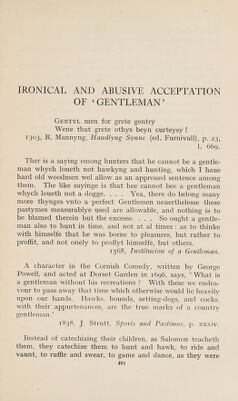 IRONICAL AND ABUSIVE ACCEPTATION
OF 'GENTLEMAN'
GENTYL men for grete gentry
Wene that grete othys beyn curteysy !
1303, R. Mannyng, Handlyng Synne (ed. Furnivall), p. 23,
l. 669.
Ther is a saying emong hunters that he cannot be a gentle-
man whych loueth not hawkyng and hunting, which I haue
hard old woodmen wel allow as an approued sentence among
them. The like sayinge is that hee cannot bee a gentleman
whych loueth not a dogge. . . . Yea, there do belong many
more thynges vnto a perfect Gentlemen neuerthelesse these
pastymes measurablye used are allowable, and nothing is to
be blamed therein but the excesse. . . . So ought a gentle-
man also to hunt in time, and not at al times : as to thinke
with himselfe that he was borne to pleasures, but rather to
proffit, and not onely to proffyt himselfe, but others.
1568, Institucion of a Gentleman.
A character in the Cornish Comedy, written by George
Powell, and acted at Dorset Garden in 1696, says, 'What is
a gentleman without his recreations ? With these we endea-
vour to pass away that time which otherwise would lie heavily
upon our hands. Hawks, hounds, setting-dogs, and cocks,
with their appurtenances, are the true marks of a country
gentleman.'
1838, J. Strutt, Sports and Pastimes, p. xxxiv.
Instead of catechizing their children, as Salomon teacheth
them, they catechize them to hunt and hawk, to ride and
vaunt, to ruffle and swear, to game and dance, as they were
491